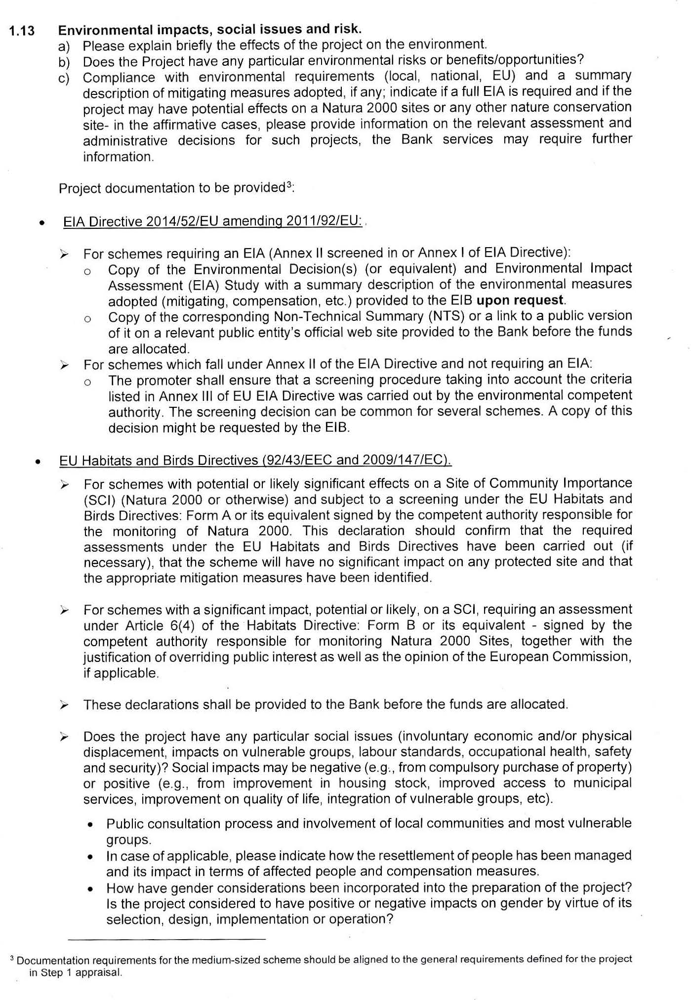 1.13 Environmental impacts, social issues and risk.
a) Please explain briefly the effects of the project on the environment.
b) Does the Project have any particular environmental risks or benefits/opportunities?
c) Compliance with environmental requirements (local, national, EU) and a summary
description of mitigating measures adopted, if any; indicate if a full EIA is required and if the
project may have potential effects on a Natura 2000 sites or any other nature conservation
site- in the affirmative cases, please provide information on the relevant assessment and
administrative decisions for such projects, the Bank services may require further
information.
Project documentation to be provided³:
• EIA Directive 2014/52/EU amending 2011/92/EU:
➢ For schemes requiring an EIA (Annex II screened in or Annex I of EIA Directive):
o Copy of the Environmental Decision(s) (or equivalent) and Environmental Impact
Assessment (EIA) Study with a summary description of the environmental measures
adopted (mitigating, compensation, etc.) provided to the EIB upon request.
o Copy of the corresponding Non-Technical Summary (NTS) or a link to a public version
of it on a relevant public entity's official web site provided to the Bank before the funds
are allocated.
➢ For schemes which fall under Annex II of the EIA Directive and not requiring an EIA:
o The promoter shall ensure that a screening procedure taking into account the criteria
listed in Annex III of EU EIA Directive was carried out by the environmental competent
authority. The screening decision can be common for several schemes. A copy of this
decision might be requested by the EIB.
• EU Habitats and Birds Directives (92/43/EEC and 2009/147/EC).
➢ For schemes with potential or likely significant effects on a Site of Community Importance
(SCI) (Natura 2000 or otherwise) and subject to a screening under the EU Habitats and
Birds Directives: Form A or its equivalent signed by the competent authority responsible for
the monitoring of Natura 2000. This declaration should confirm that the required
assessments under the EU Habitats and Birds Directives have been carried out (if
necessary), that the scheme will have no significant impact on any protected site and that
the appropriate mitigation measures have been identified.
➢ For schemes with a significant impact, potential or likely, on a SCI, requiring an assessment
under Article 6(4) of the Habitats Directive: Form B or its equivalent - signed by the
competent authority responsible for monitoring Natura 2000 Sites, together with the
justification of overriding public interest as well as the opinion of the European Commission,
if applicable.
➢ These declarations shall be provided to the Bank before the funds are allocated.
➢ Does the project have any particular social issues (involuntary economic and/or physical
displacement, impacts on vulnerable groups, labour standards, occupational health, safety
and security)? Social impacts may be negative (e.g., from compulsory purchase of property)
or positive (e.g., from improvement in housing stock, improved access to municipal
services, improvement on quality of life, integration of vulnerable groups, etc).
• Public consultation process and involvement of local communities and most vulnerable
groups.
• In case of applicable, please indicate how the resettlement of people has been managed
and its impact in terms of affected people and compensation measures.
• How have gender considerations been incorporated into the preparation of the project?
Is the project considered to have positive or negative impacts on gender by virtue of its
selection, design, implementation or operation?
³ Documentation requirements for the medium-sized scheme should be aligned to the general requirements defined for the project
in Step 1 appraisal.